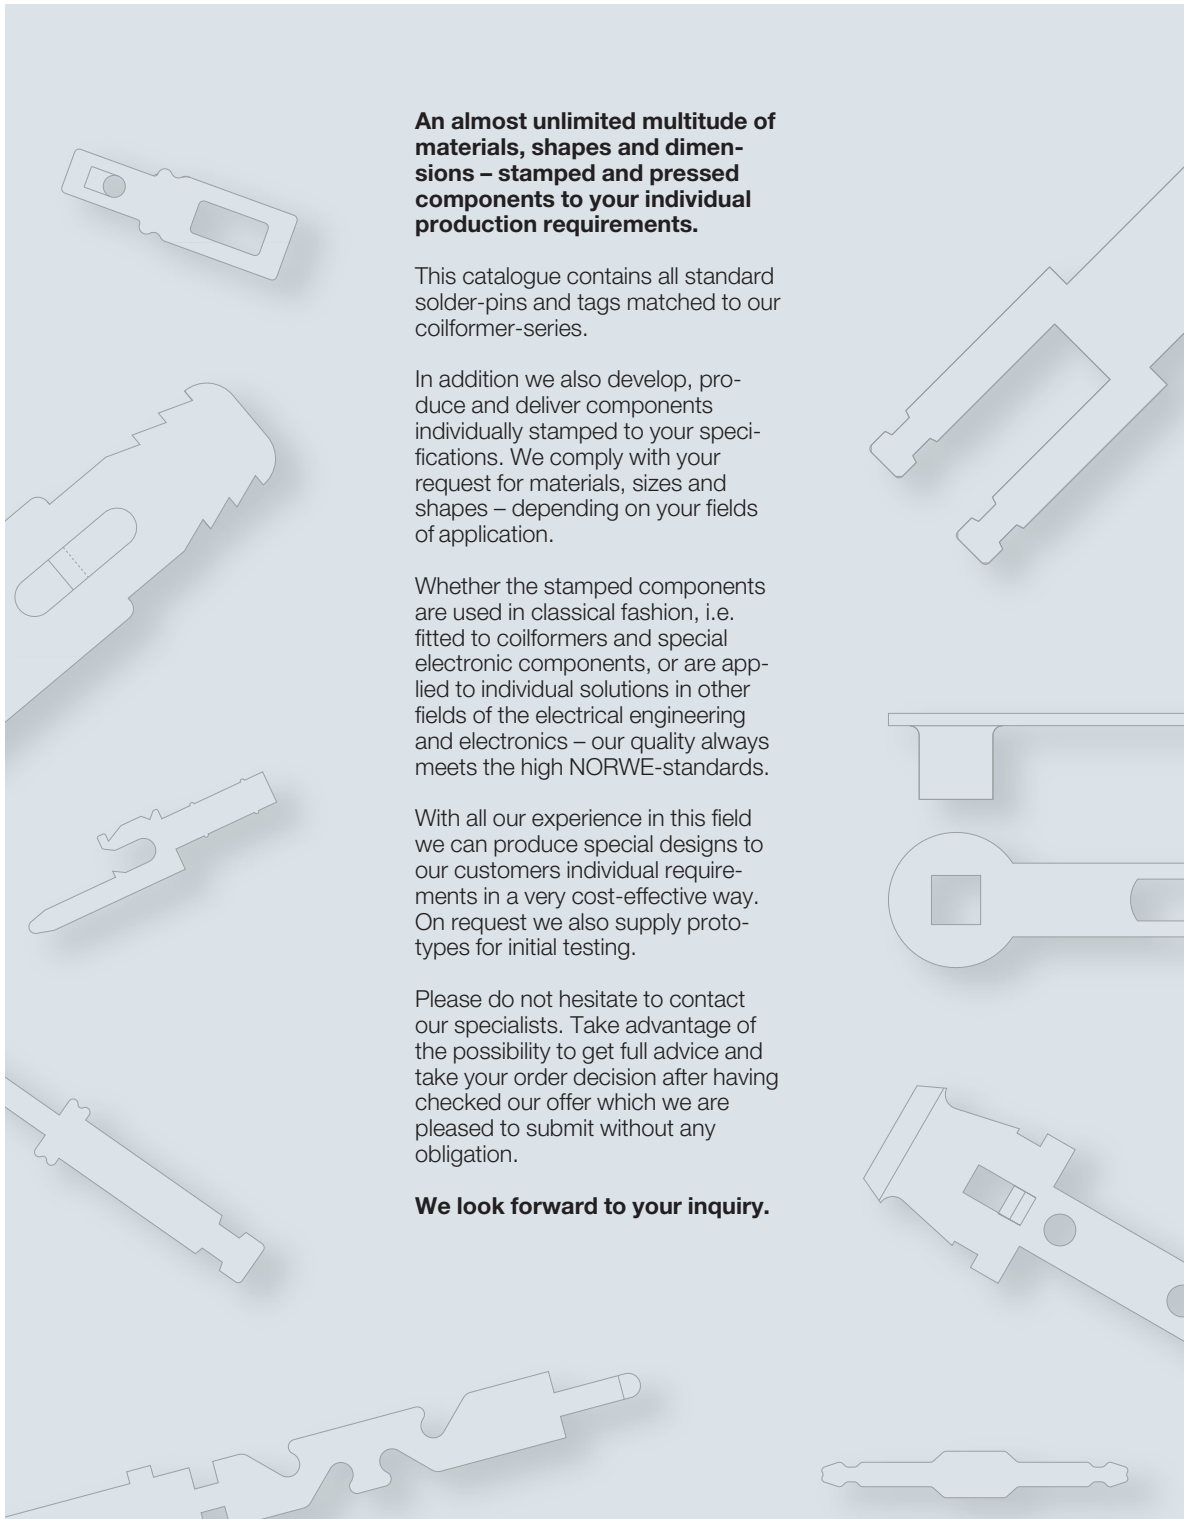 An almost unlimited multitude of
materials, shapes and dimen-
sions – stamped and pressed
components to your individual
production requirements.
This catalogue contains all standard
solder-pins and tags matched to our
coilformer-series.
In addition we also develop, pro-
duce and deliver components
individually stamped to your speci-
fications. We comply with your
request for materials, sizes and
shapes – depending on your fields
of application.
Whether the stamped components
are used in classical fashion, i.e.
fitted to coilformers and special
electronic components, or are app-
lied to individual solutions in other
fields of the electrical engineering
and electronics – our quality always
meets the high NORWE-standards.
With all our experience in this field
we can produce special designs to
our customers individual require-
ments in a very cost-effective way.
On request we also supply proto-
types for initial testing.
Please do not hesitate to contact
our specialists. Take advantage of
the possibility to get full advice and
take your order decision after having
checked our offer which we are
pleased to submit without any
obligation.
We look forward to your inquiry.